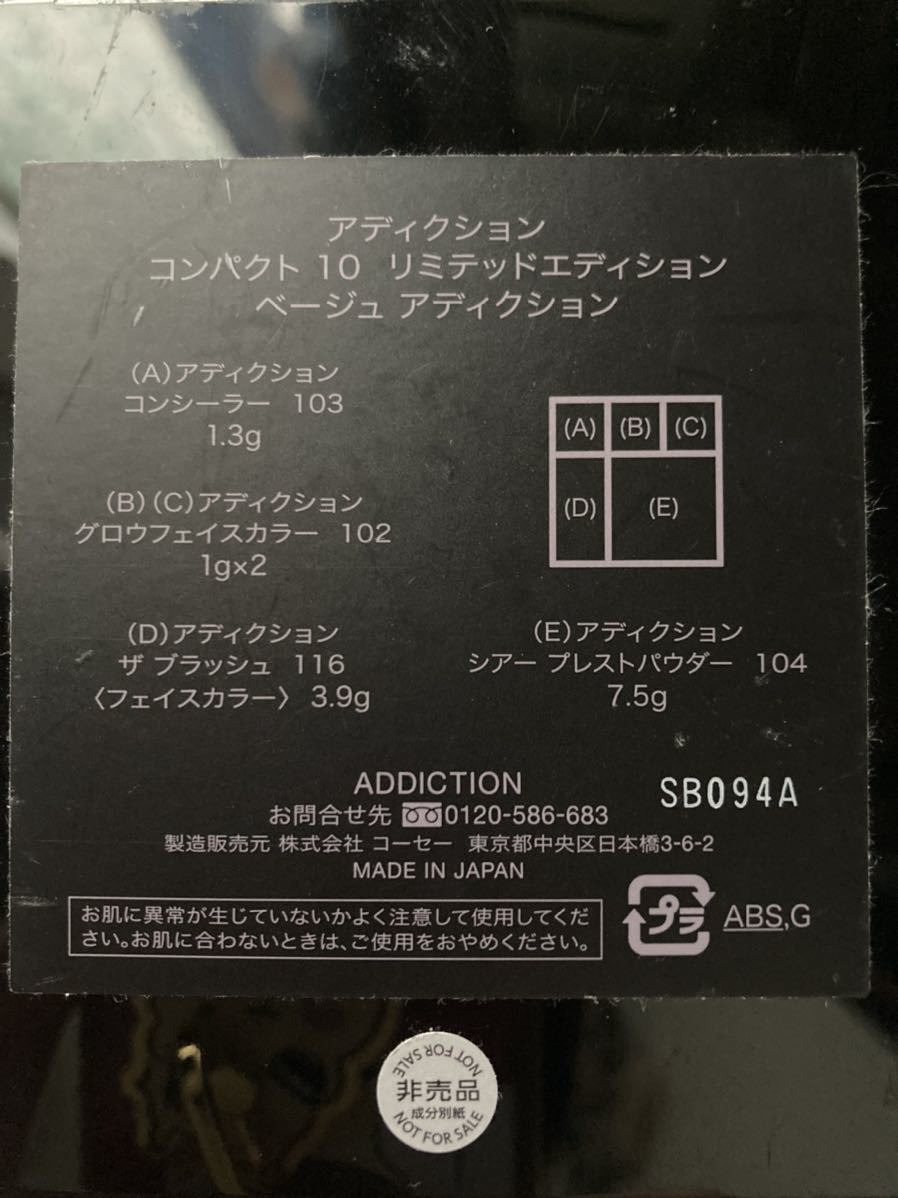 アディクション
コンパクト 10 リミテッドエディション
ベージュ アディクション
(A)アディクション
コンシーラー 103
1.3g
(B)(C)アディクション
グロウフェイスカラー 102
1g×2
(A) (B) (C)
(D) (E)
(D)アディクション
ザ ブラッシュ 116
〈フェイスカラー〉 3.9g
(E)アディクション
シアー プレストパウダー 104
7.5g
ADDICTION
SB094A
お問合せ先 0120-586-683
製造販売元 株式会社 コーセー 東京都中央区日本橋3-6-2
MADE IN JAPAN
お肌に異常が生じていないかよく注意して使用してくだ
さい。お肌に合わないときは、ご使用をおやめください。
プラ ABS,G
NOT FOR SALE
非売品
成分別紙
NOT FOR SALE